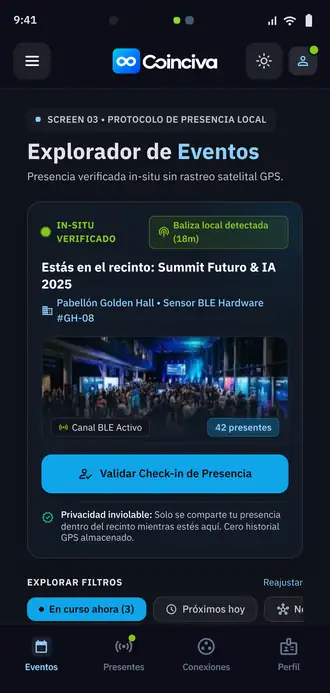 9:41
Coinciva
SCREEN 03 • PROTOCOLO DE PRESENCIA LOCAL
Explorador de Eventos
Presencia verificada in-situ sin rastreo satelital GPS.
IN-SITU
VERIFICADO
Baliza local detectada
(18m)
Estás en el recinto: Summit Futuro & IA
2025
Pabellón Golden Hall • Sensor BLE Hardware
#GH-08
Canal BLE Activo
42 presentes
Validar Check-in de Presencia
Privacidad inviolable: Solo se comparte tu presencia
dentro del recinto mientras estés aquí. Cero historial
GPS almacenado.
EXPLORAR FILTROS
Reajustar
En curso ahora (3)
Próximos hoy
Eventos
Presentes
Conexiones
Perfil